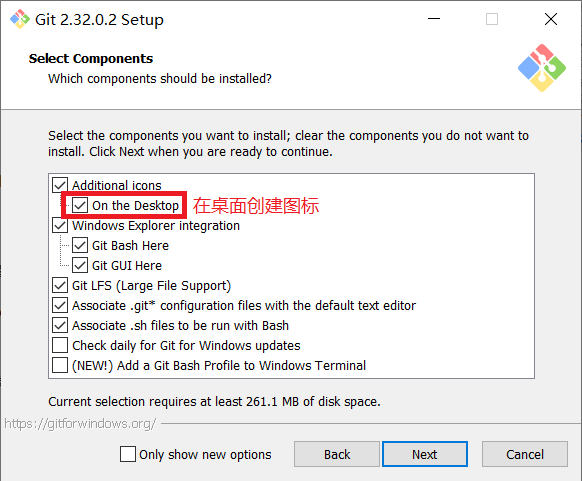 Git 2.32.0.2 Setup
Select Components
Which components should be installed?
Select the components you want to install; clear the components you do not want to
install. Click Next when you are ready to continue.
Additional icons
On the Desktop 在桌面创建图标
Windows Explorer integration
Git Bash Here
Git GUI Here
Git LFS (Large File Support)
Associate .git* configuration files with the default text editor
Associate .sh files to be run with Bash
Check daily for Git for Windows updates
(NEW!) Add a Git Bash Profile to Windows Terminal
Current selection requires at least 261.1 MB of disk space.
https://gitforwindows.org/
Only show new options
Back
Next
Cancel